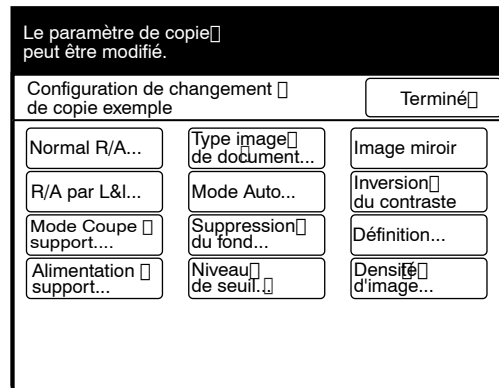 Le paramètre de copie
peut être modifié.
Configuration de changement
de copie exemple
Terminé
Normal R/A...
Type image
de document...
Image miroir
R/A par L&l...
Mode Auto...
Inversion
du contraste
Mode Coupe
support....
Suppression
du fond...
Définition...
Alimentation
support...
Niveau
de seuil...
Densité
d'image...